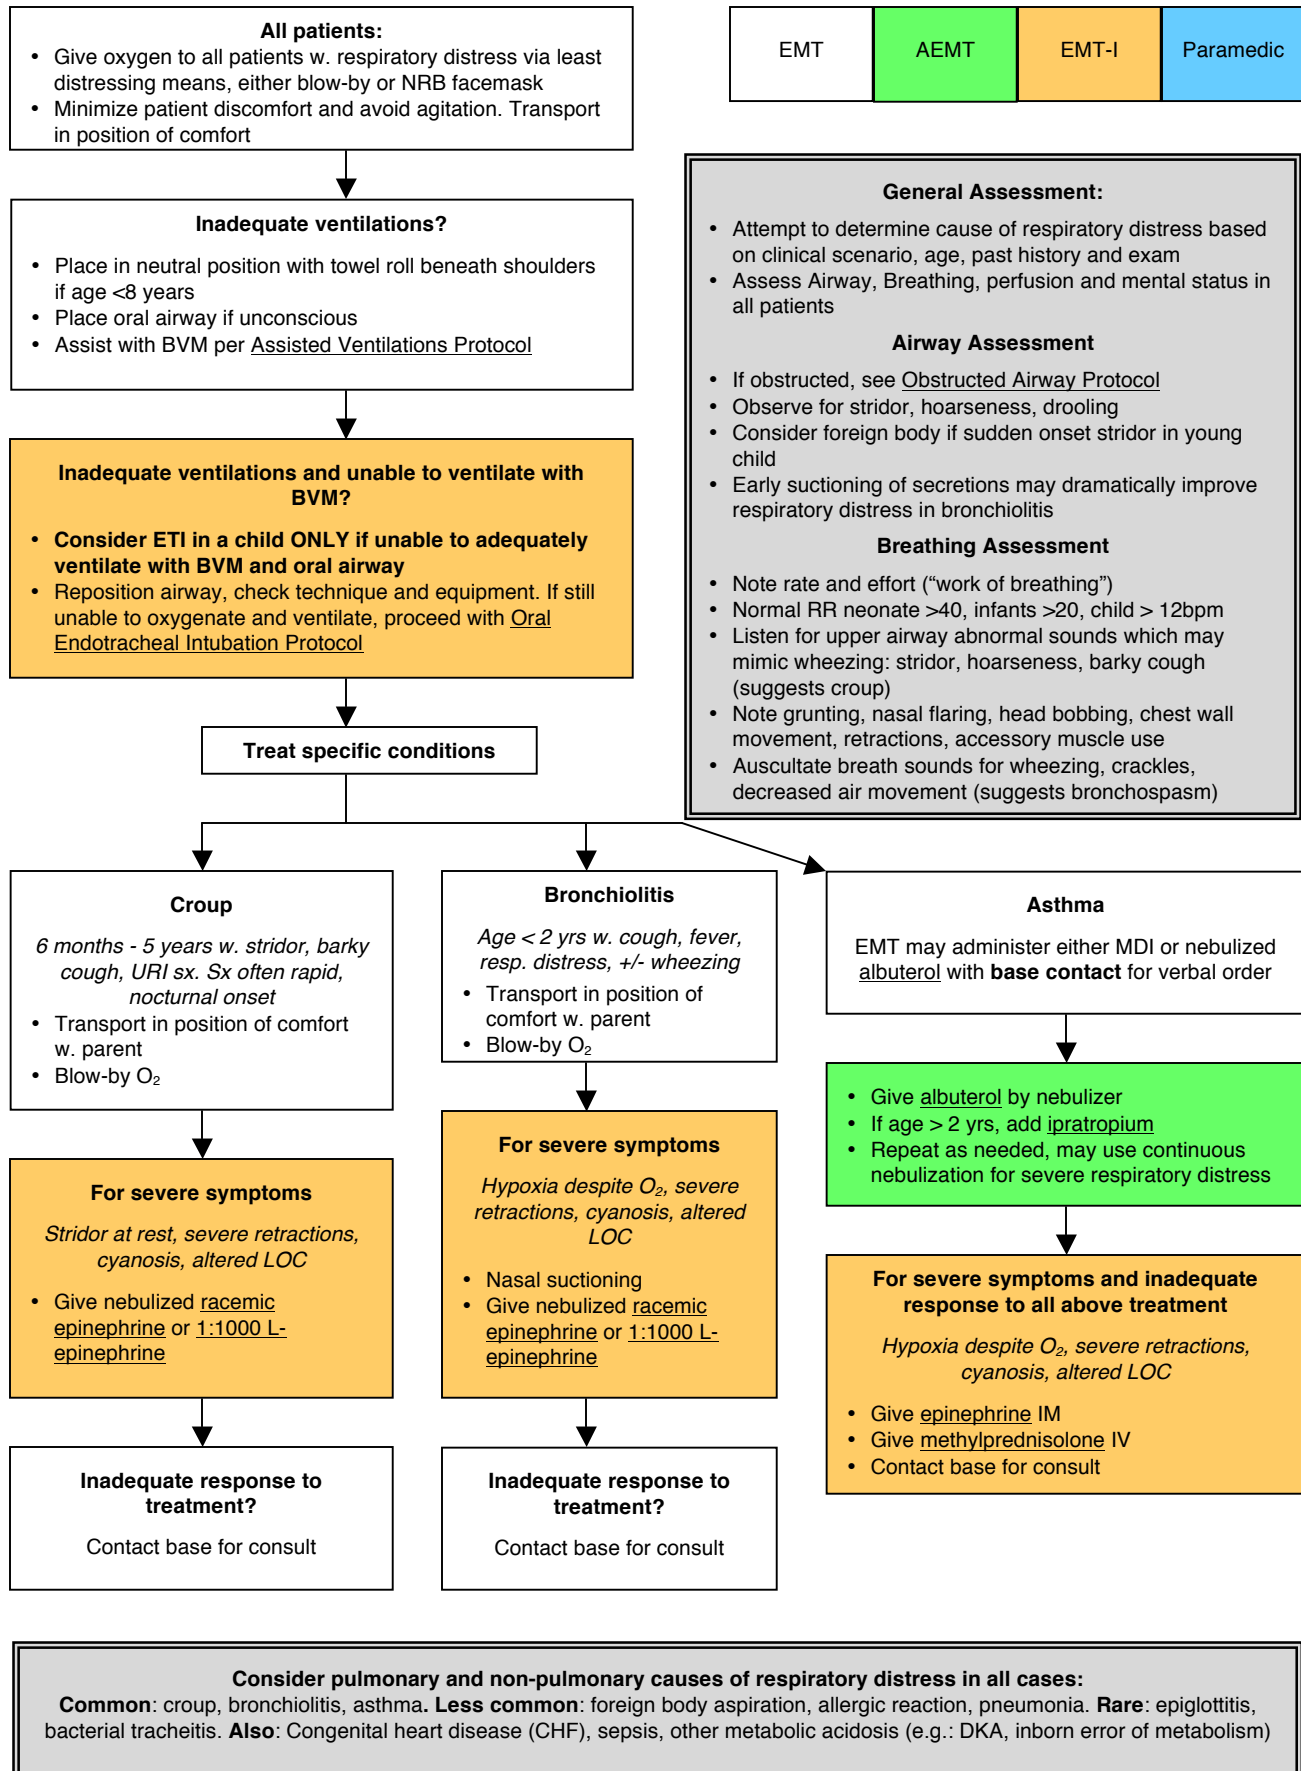 All patients:
• Give oxygen to all patients w. respiratory distress via least
distressing means, either blow-by or NRB facemask
• Minimize patient discomfort and avoid agitation. Transport
in position of comfort
EMT
AEMT
EMT-I
Paramedic
Inadequate ventilations?
• Place in neutral position with towel roll beneath shoulders
if age <8 years
• Place oral airway if unconscious
• Assist with BVM per Assisted Ventilations Protocol
Inadequate ventilations and unable to ventilate with
BVM?
• Consider ETI in a child ONLY if unable to adequately
ventilate with BVM and oral airway
• Reposition airway, check technique and equipment. If still
unable to oxygenate and ventilate, proceed with Oral
Endotracheal Intubation Protocol
Treat specific conditions
General Assessment:
• Attempt to determine cause of respiratory distress based
on clinical scenario, age, past history and exam
• Assess Airway, Breathing, perfusion and mental status in
all patients
Airway Assessment
• If obstructed, see Obstructed Airway Protocol
• Observe for stridor, hoarseness, drooling
• Consider foreign body if sudden onset stridor in young
child
• Early suctioning of secretions may dramatically improve
respiratory distress in bronchiolitis
Breathing Assessment
• Note rate and effort (“work of breathing”)
• Normal RR neonate >40, infants >20, child > 12bpm
• Listen for upper airway abnormal sounds which may
mimic wheezing: stridor, hoarseness, barky cough
(suggests croup)
• Note grunting, nasal flaring, head bobbing, chest wall
movement, retractions, accessory muscle use
• Auscultate breath sounds for wheezing, crackles,
decreased air movement (suggests bronchospasm)
Croup
6 months - 5 years w. stridor, barky
cough, URI sx. Sx often rapid,
nocturnal onset
• Transport in position of comfort
w. parent
• Blow-by O₂
For severe symptoms
Stridor at rest, severe retractions,
cyanosis, altered LOC
• Give nebulized racemic
epinephrine or 1:1000 L-
epinephrine
Inadequate response to
treatment?
Contact base for consult
Bronchiolitis
Age < 2 yrs w. cough, fever,
resp. distress, +/- wheezing
• Transport in position of
comfort w. parent
• Blow-by O₂
For severe symptoms
Hypoxia despite O₂, severe
retractions, cyanosis, altered
LOC
• Nasal suctioning
• Give nebulized racemic
epinephrine or 1:1000 L-
epinephrine
Inadequate response to
treatment?
Contact base for consult
Asthma
EMT may administer either MDI or nebulized
albuterol with base contact for verbal order
• Give albuterol by nebulizer
• If age > 2 yrs, add ipratropium
• Repeat as needed, may use continuous
nebulization for severe respiratory distress
For severe symptoms and inadequate
response to all above treatment
Hypoxia despite O₂, severe retractions,
cyanosis, altered LOC
• Give epinephrine IM
• Give methylprednisolone IV
• Contact base for consult
Consider pulmonary and non-pulmonary causes of respiratory distress in all cases:
Common: croup, bronchiolitis, asthma. Less common: foreign body aspiration, allergic reaction, pneumonia. Rare: epiglottitis,
bacterial tracheitis. Also: Congenital heart disease (CHF), sepsis, other metabolic acidosis (e.g.: DKA, inborn error of metabolism)